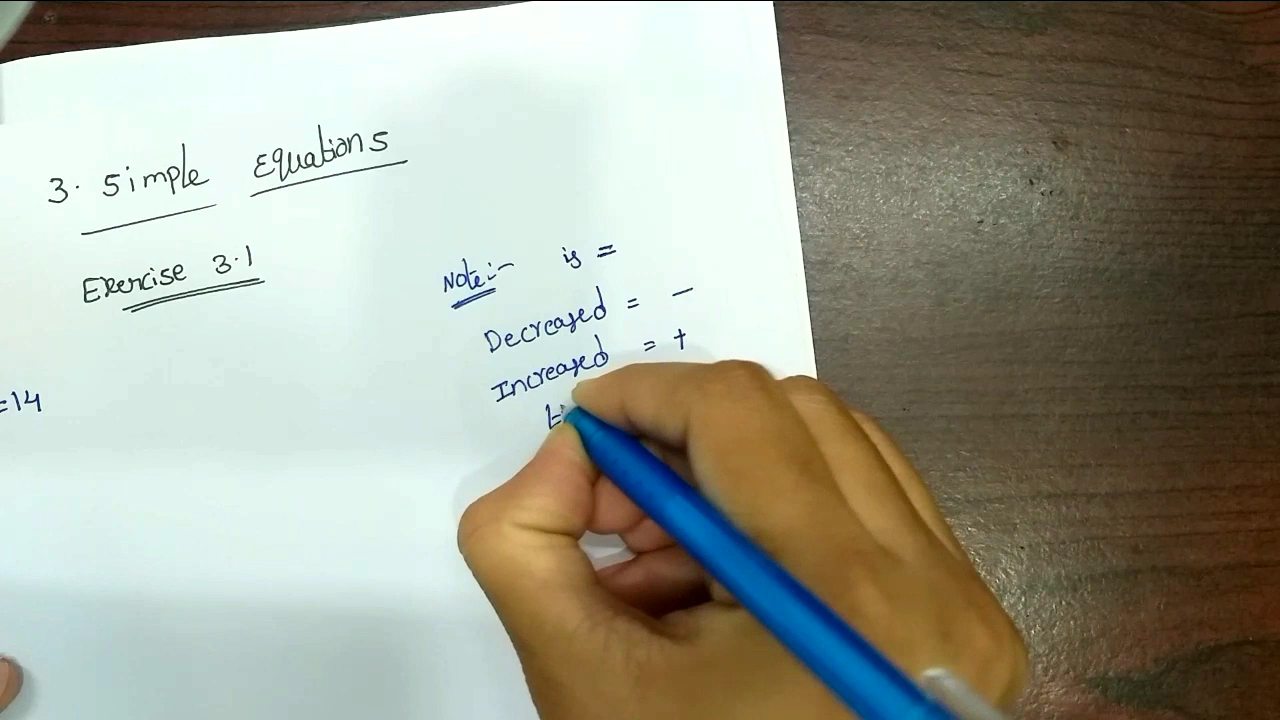 3. Simple Equations
Exercise 3.1
Note:- is =
Decreased = -
Increased = +
=14